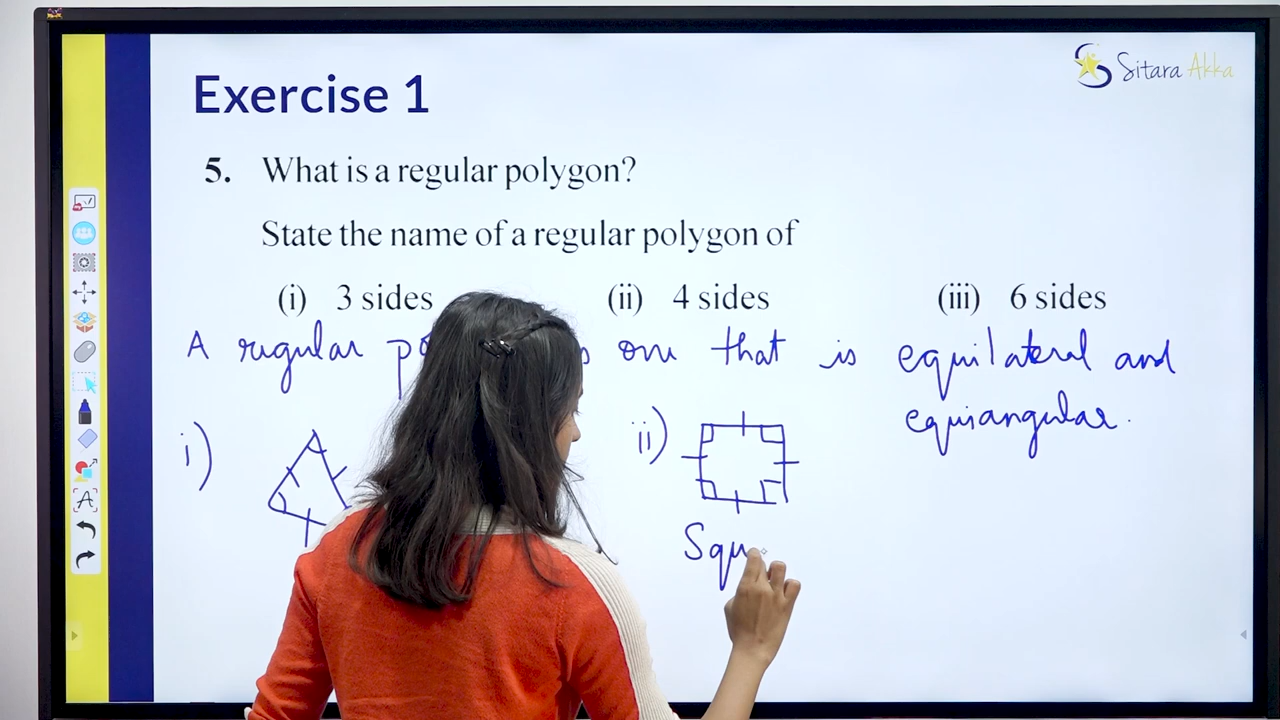 Sitara Akka
Exercise 1
5. What is a regular polygon?
State the name of a regular polygon of
(i) 3 sides (ii) 4 sides (iii) 6 sides
A regular one that is equilateral and
equiangular.
i) ii)
Squ